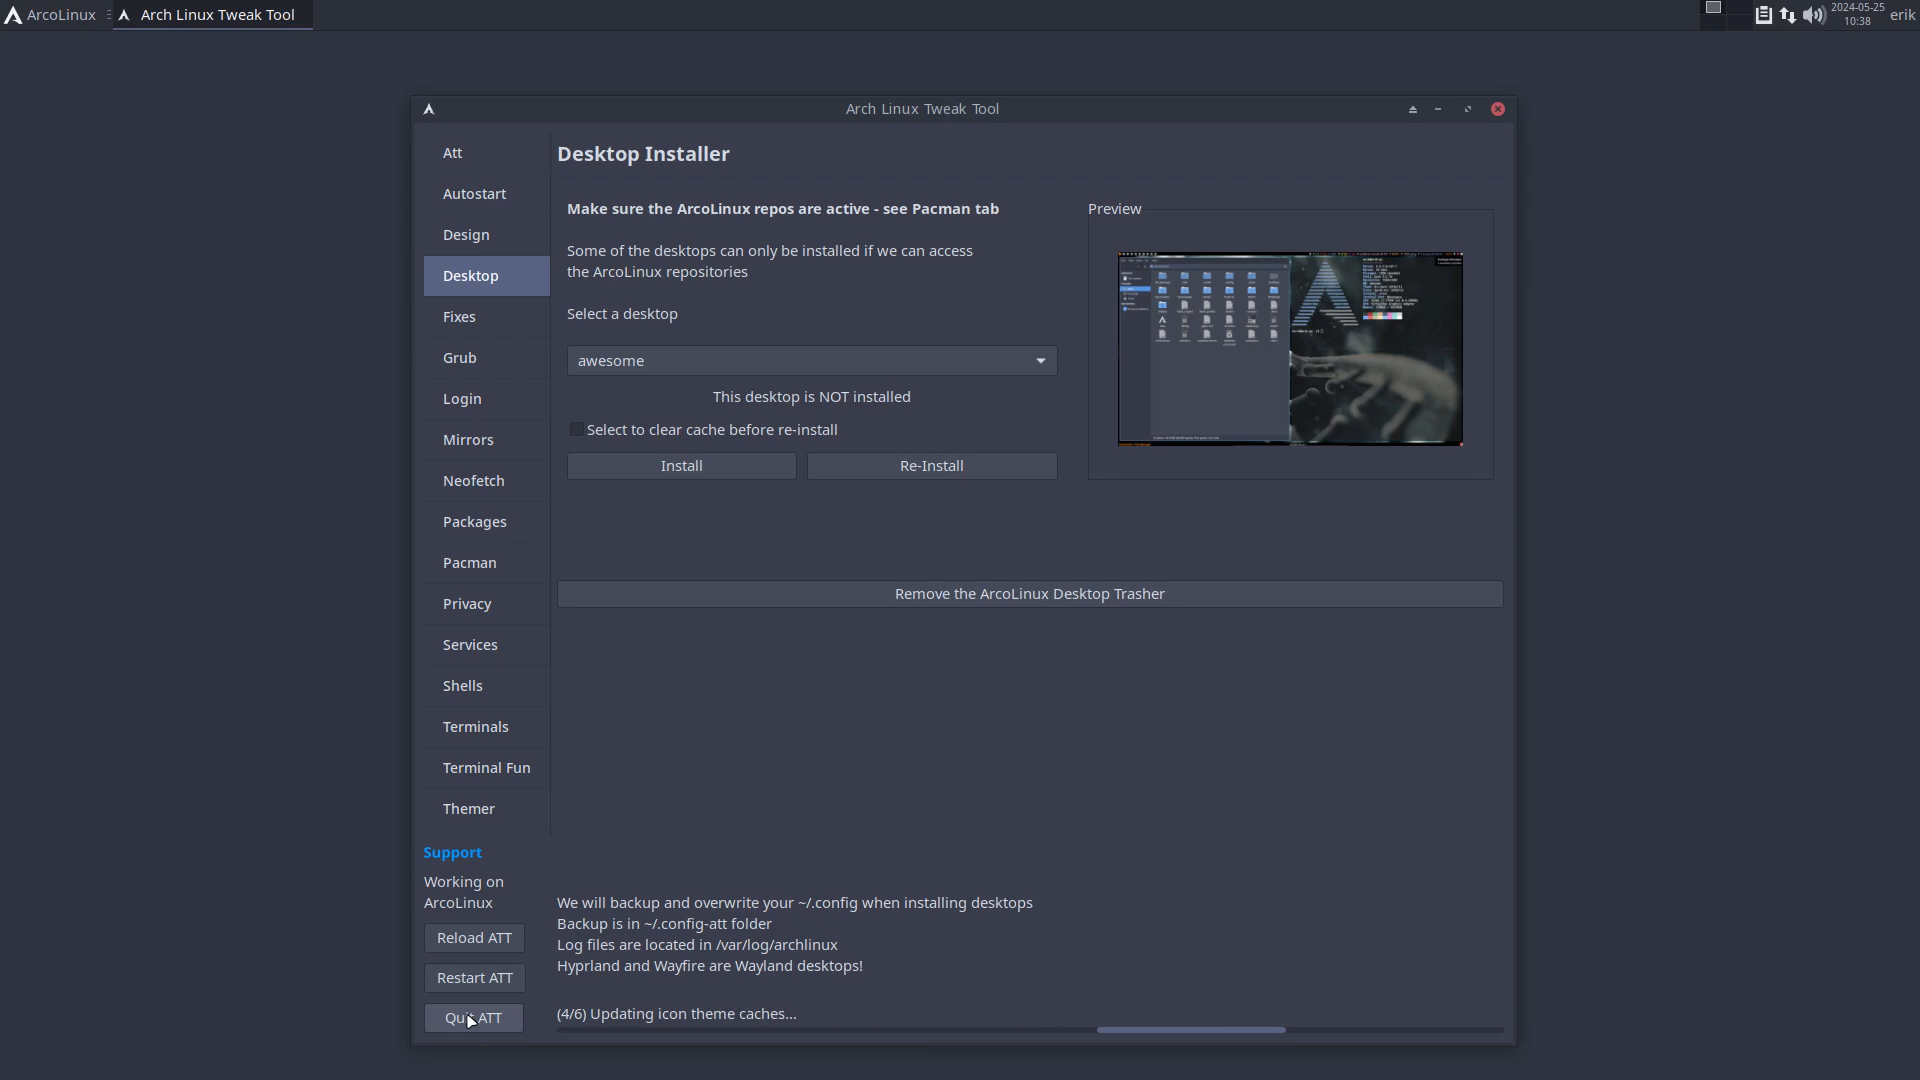 ArcoLinux
Arch Linux Tweak Tool
2024-05-25
10:38
erik
Arch Linux Tweak Tool
Att
Autostart
Design
Desktop
Fixes
Grub
Login
Mirrors
Neofetch
Packages
Pacman
Privacy
Services
Shells
Terminals
Terminal Fun
Themer
Support
Working on
ArcoLinux
Reload ATT
Restart ATT
Quit ATT
Desktop Installer
Make sure the ArcoLinux repos are active - see Pacman tab
Some of the desktops can only be installed if we can access
the ArcoLinux repositories
Select a desktop
awesome
This desktop is NOT installed
Select to clear cache before re-install
Install
Re-Install
Preview
Remove the ArcoLinux Desktop Trasher
We will backup and overwrite your ~/.config when installing desktops
Backup is in ~/.config-att folder
Log files are located in /var/log/archlinux
Hyprland and Wayfire are Wayland desktops!
(4/6) Updating icon theme caches...